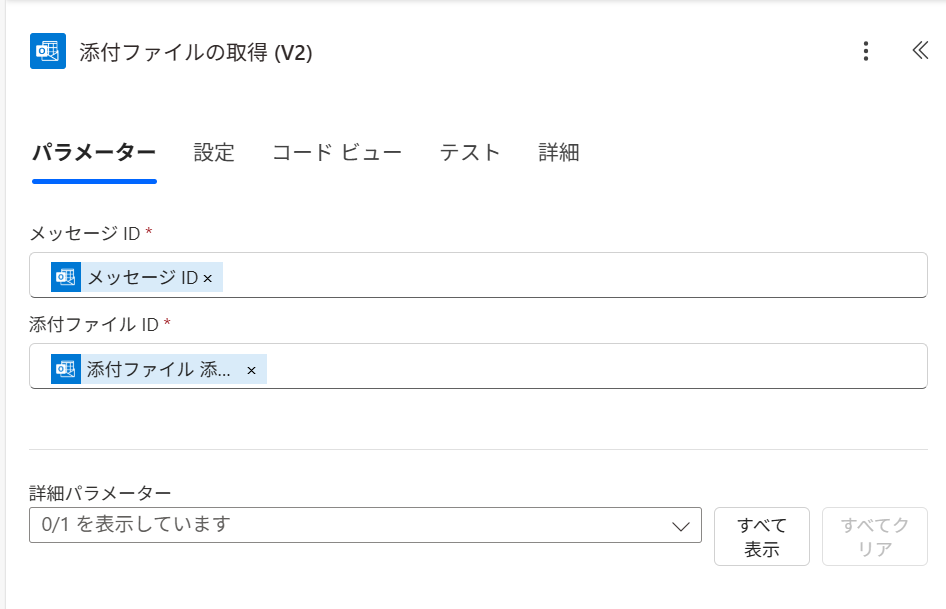 添付ファイルの取得 (V2)
パラメーター 設定 コード ビュー テスト 詳細
メッセージ ID *
メッセージ ID ×
添付ファイル ID *
添付ファイル 添... ×
詳細パラメーター
0/1 を表示しています
すべて
表示
すべてク
リア